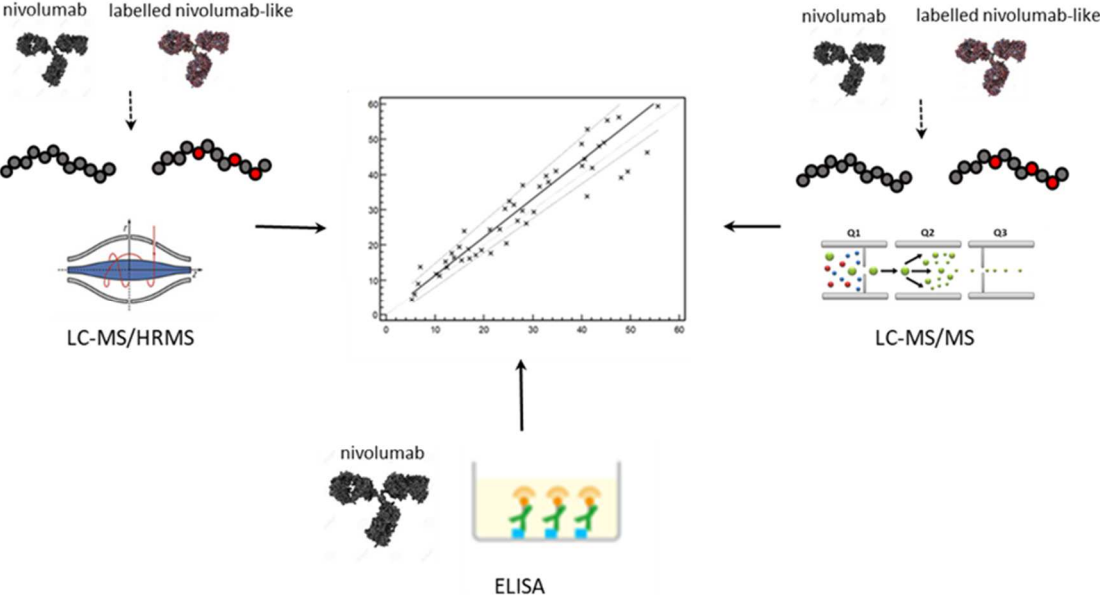 nivolumab labelled nivolumab-like
nivolumab labelled nivolumab-like
60
50
40
30
20
10
0
0 10 20 30 40 50 60
r
z
Q1 Q2 Q3
LC-MS/HRMS
LC-MS/MS
nivolumab
ELISA